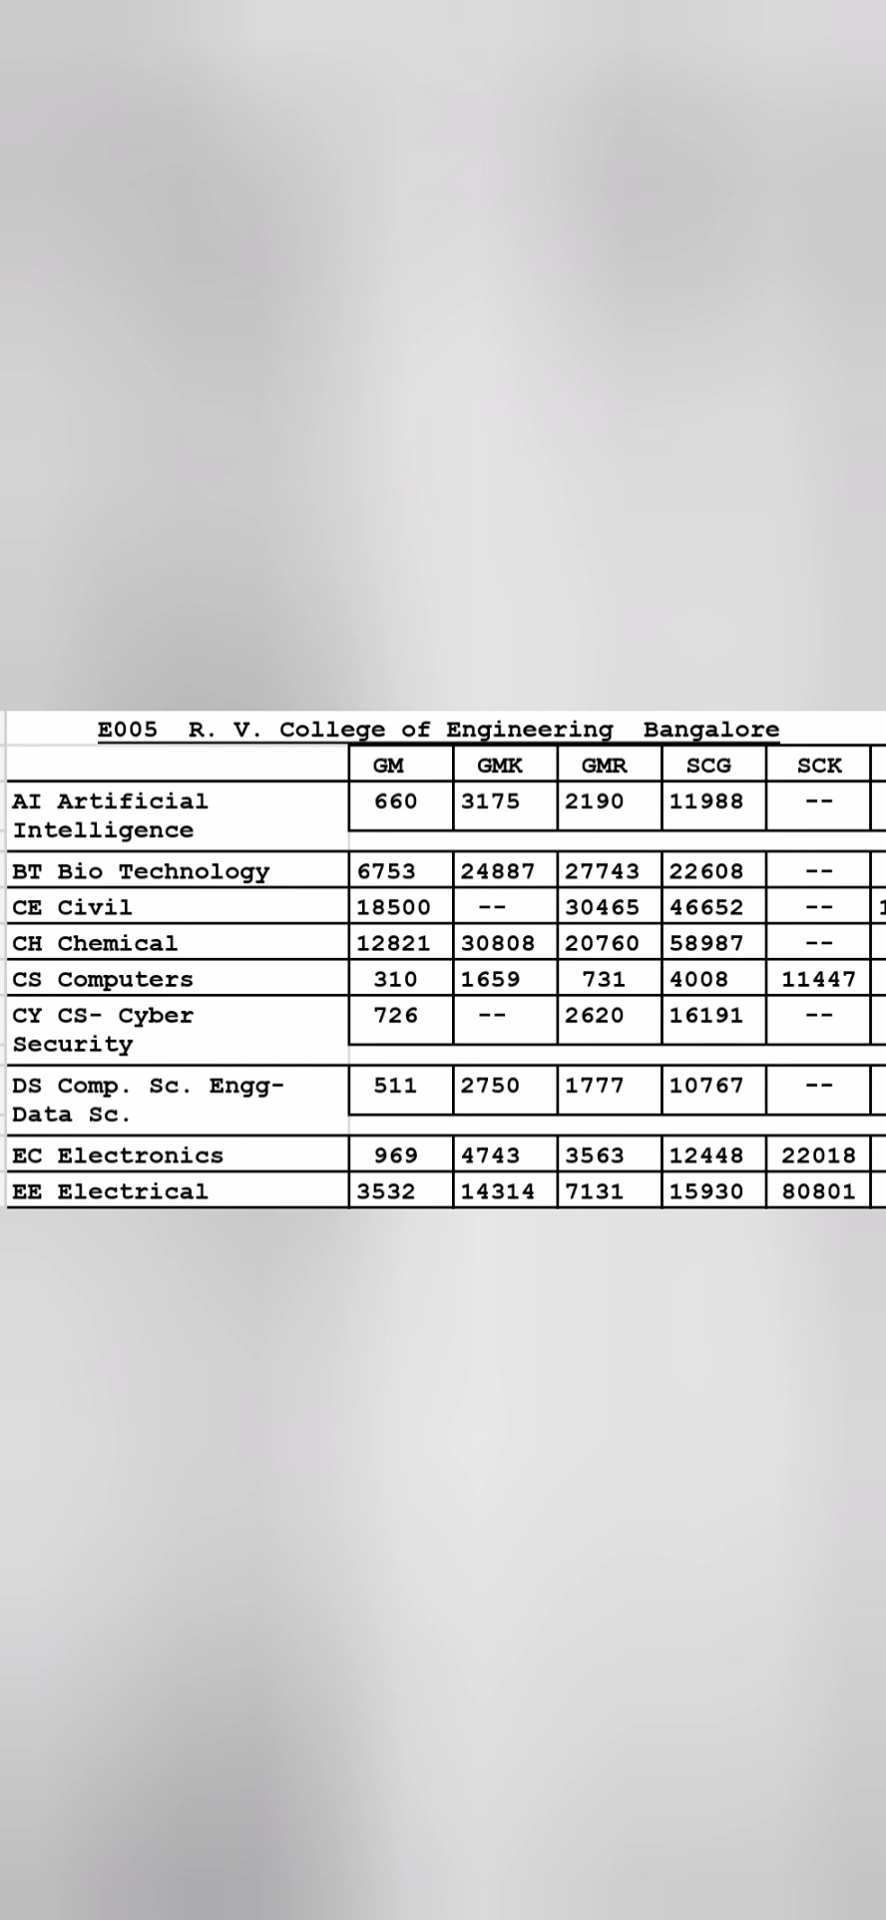 E005 R. V. College of Engineering Bangalore
GM GMK GMR SCG SCK
AI Artificial Intelligence 660 3175 2190 11988 --
BT Bio Technology 6753 24887 27743 22608 --
CE Civil 18500 -- 30465 46652 -- 1
CH Chemical 12821 30808 20760 58987 --
CS Computers 310 1659 731 4008 11447
CY CS- Cyber Security 726 -- 2620 16191 --
DS Comp. Sc. Engg- Data Sc. 511 2750 1777 10767 --
EC Electronics 969 4743 3563 12448 22018
EE Electrical 3532 14314 7131 15930 80801